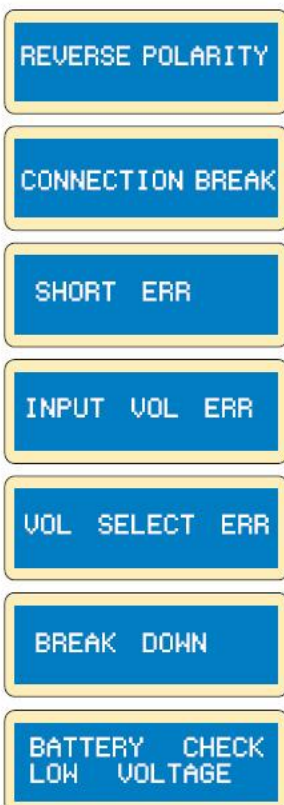 REVERSE POLARITY
CONNECTION BREAK
SHORT ERR
INPUT VOL ERR
VOL SELECT ERR
BREAK DOWN
BATTERY CHECK
LOW VOLTAGE